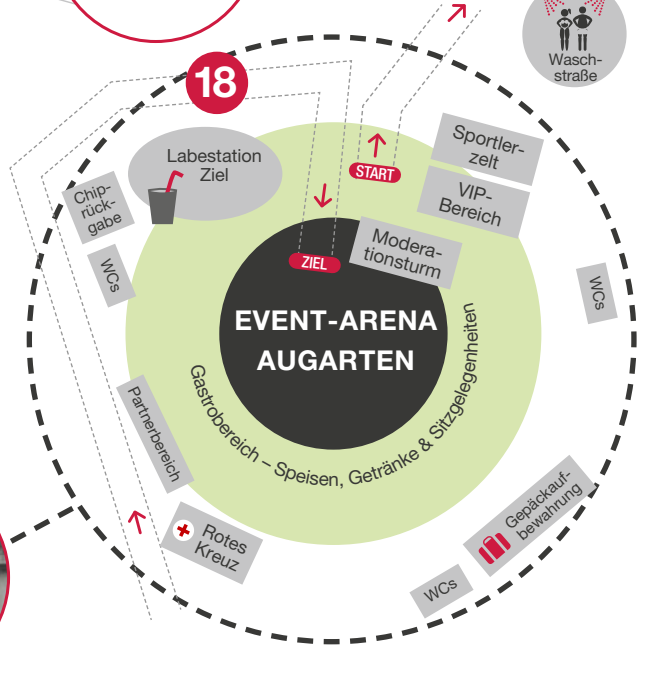 Wasch-
straße
18
Labestation
Ziel
START
Sportler-
zelt
VIP-
Bereich
Chip-
rück-
gabe
WCs
Modera-
tionsturm
ZIEL
WCs
EVENT-ARENA
AUGARTEN
Gastrobereich – Speisen, Getränke & Sitzgelegenheiten
Partnerbereich
Rotes
Kreuz
Gepäckauf-
bewahrung
WCs